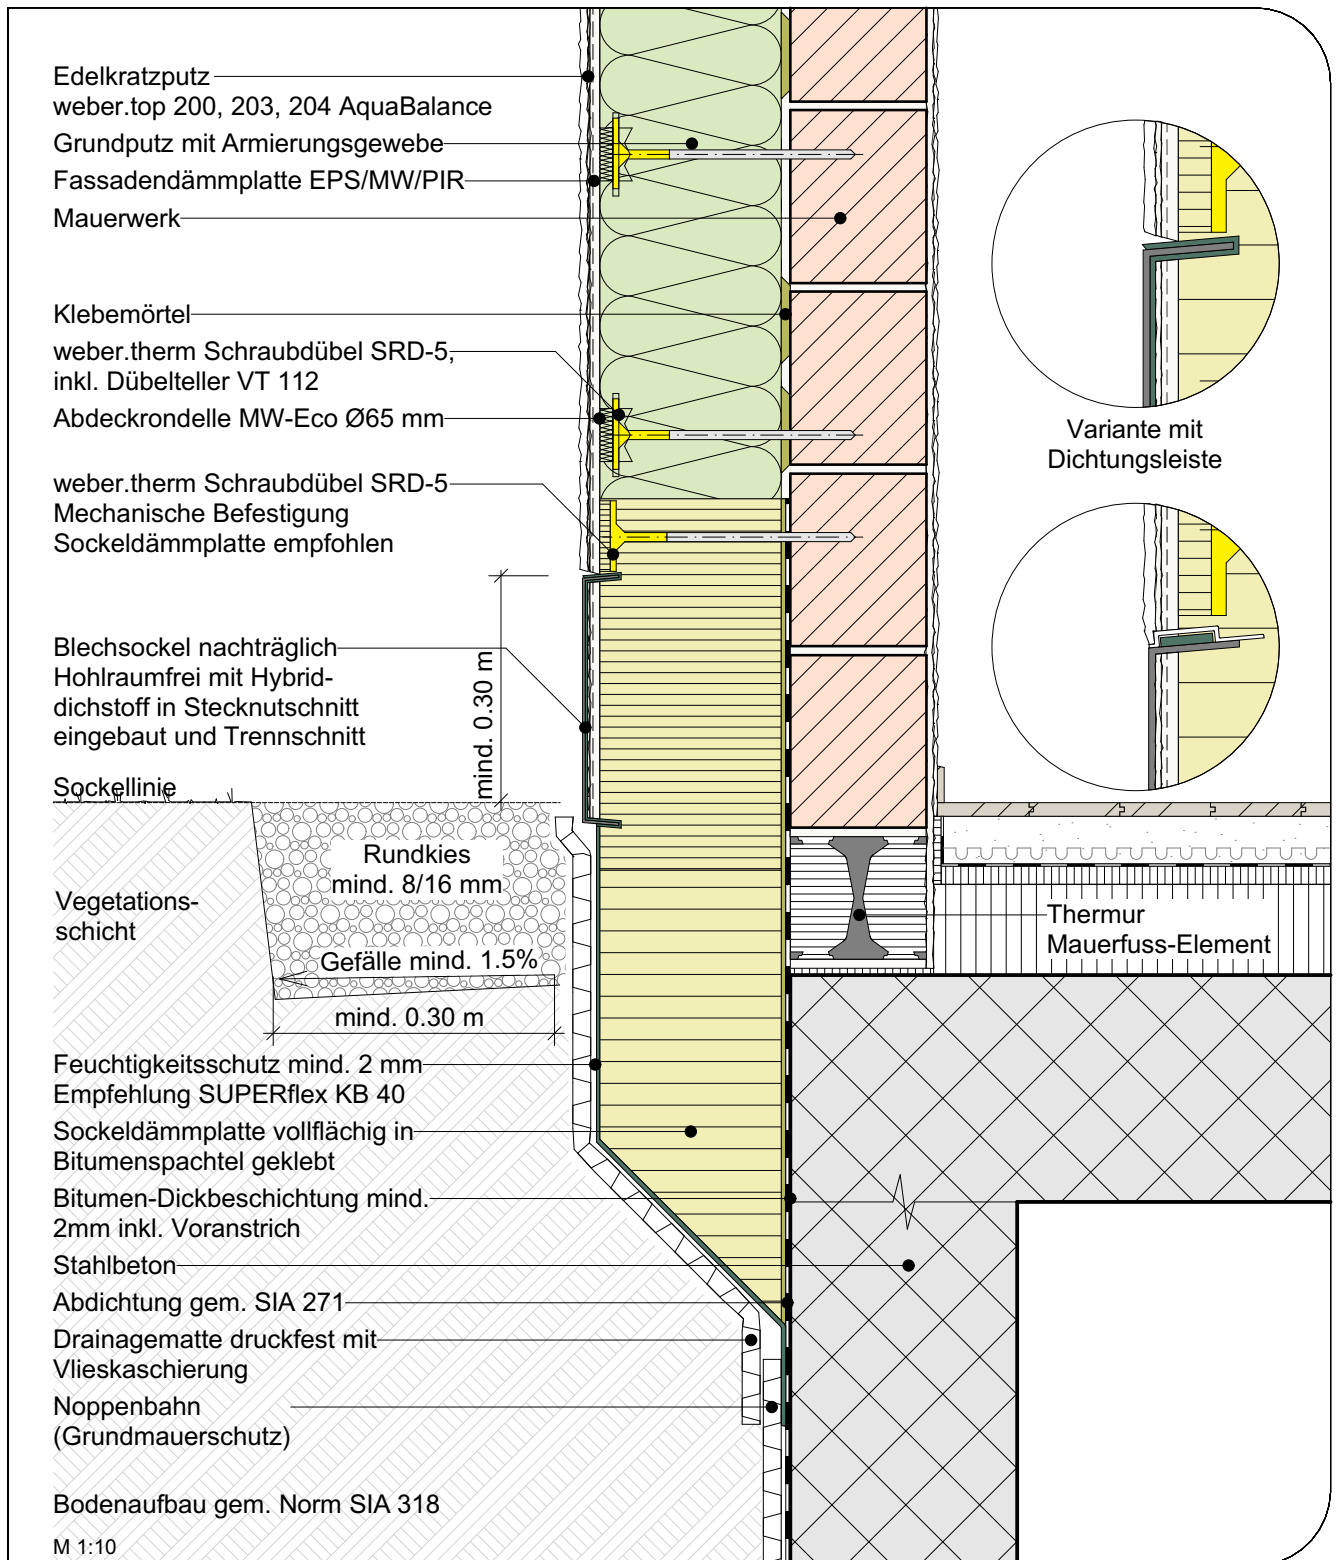 Edelkratzputz
weber.top 200, 203, 204 AquaBalance
Grundputz mit Armierungsgewebe
Fassadendämmplatte EPS/MW/PIR
Mauerwerk
Klebemörtel
weber.therm Schraubdübel SRD-5,
inkl. Dübelteller VT 112
Abdeckrondelle MW-Eco Ø65 mm
weber.therm Schraubdübel SRD-5
Mechanische Befestigung
Sockeldämmplatte empfohlen
mind. 0.30 m
Blechsockel nachträglich
Hohlraumfrei mit Hybrid-
dichstoff in Stecknutschnitt
eingebaut und Trennschnitt
Sockellinie
Rundkies
mind. 8/16 mm
Vegetations-
schicht
Gefälle mind. 1.5%
mind. 0.30 m
Feuchtigkeitsschutz mind. 2 mm
Empfehlung SUPERflex KB 40
Sockeldämmplatte vollflächig in
Bitumenspachtel geklebt
Bitumen-Dickbeschichtung mind.
2mm inkl. Voranstrich
Stahlbeton
Abdichtung gem. SIA 271
Drainagematte druckfest mit
Vlieskaschierung
Noppenbahn
(Grundmauerschutz)
Bodenaufbau gem. Norm SIA 318
M 1:10
Variante mit
Dichtungsleiste
Thermur
Mauerfuss-Element